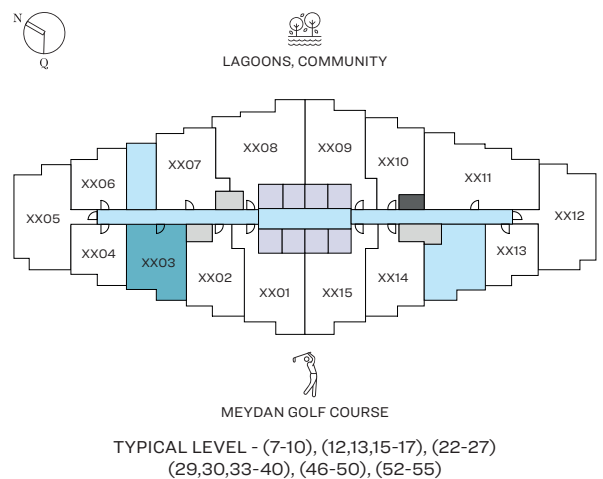 N
Q
LAGOONS, COMMUNITY
XX08
XX09
XX07
XX10
XX06
XX11
XX05
XX12
XX04
XX03
XX02
XX01
XX15
XX14
XX13
MEYDAN GOLF COURSE
TYPICAL LEVEL - (7-10), (12,13,15-17), (22-27)
(29,30,33-40), (46-50), (52-55)